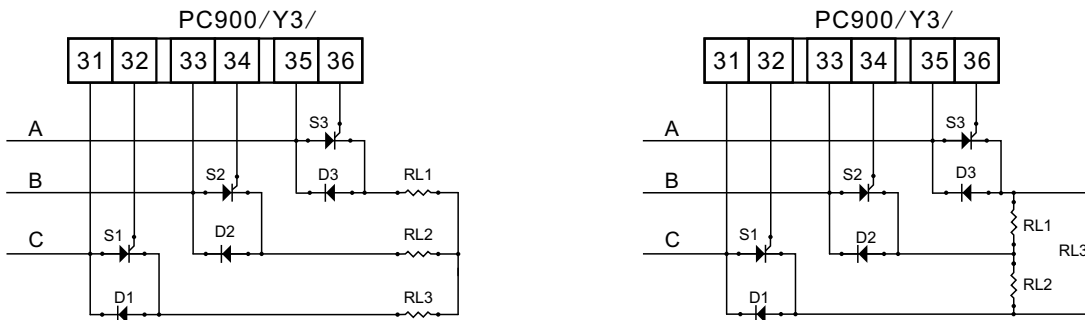 PC900/Y3/
31 32 33 34 35 36
S3
A
D3
RL1
S2
B
D2
RL2
S1
C
D1
RL3
PC900/Y3/
31 32 33 34 35 36
S3
A
D3
S2
B
RL1
D2
S1
C
RL3
RL2
D1